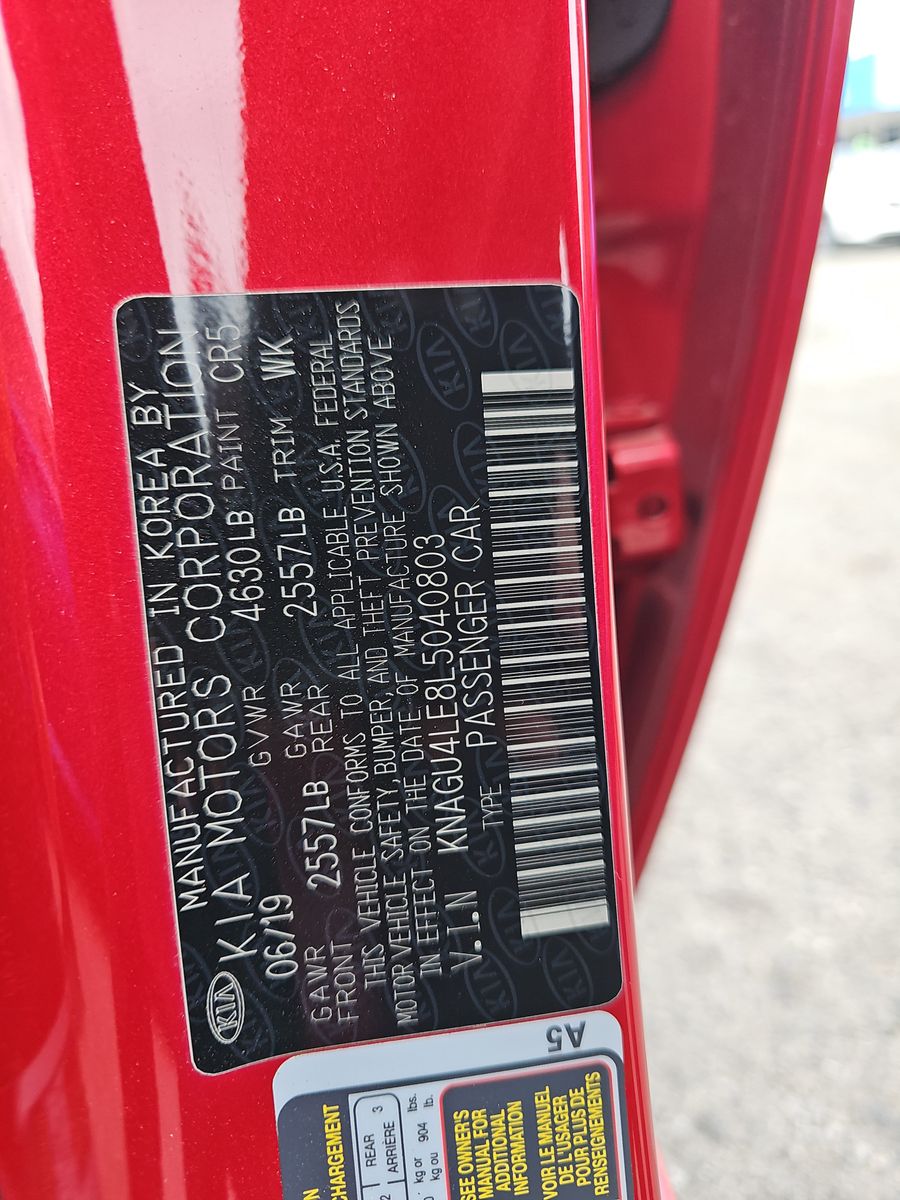 MANUFACTURED IN KOREA BY
KIA KIA MOTORS CORPORATION
06/19 GVWR 4630LB PAINT CR5
GAWR FRONT 2557LB GAWR REAR 2557LB TRIM WK
THIS VEHICLE CONFORMS TO ALL APPLICABLE U.S.A. FEDERAL
MOTOR VEHICLE SAFETY, BUMPER, AND THEFT PREVENTION STANDARDS
IN EFFECT ON THE DATE OF MANUFACTURE SHOWN ABOVE
V.I.N KNAGU4LE8L5040803
TYPE PASSENGER CAR
A5
CHARGEMENT
2 REAR ARRIÈRE 3
kg or lbs.
kg ou 904 lb.
SEE OWNER'S
MANUAL FOR
ADDITIONAL
INFORMATION
VOIR LE MANUEL
DE L'USAGER
POUR PLUS DE
RENSEIGNEMENTS